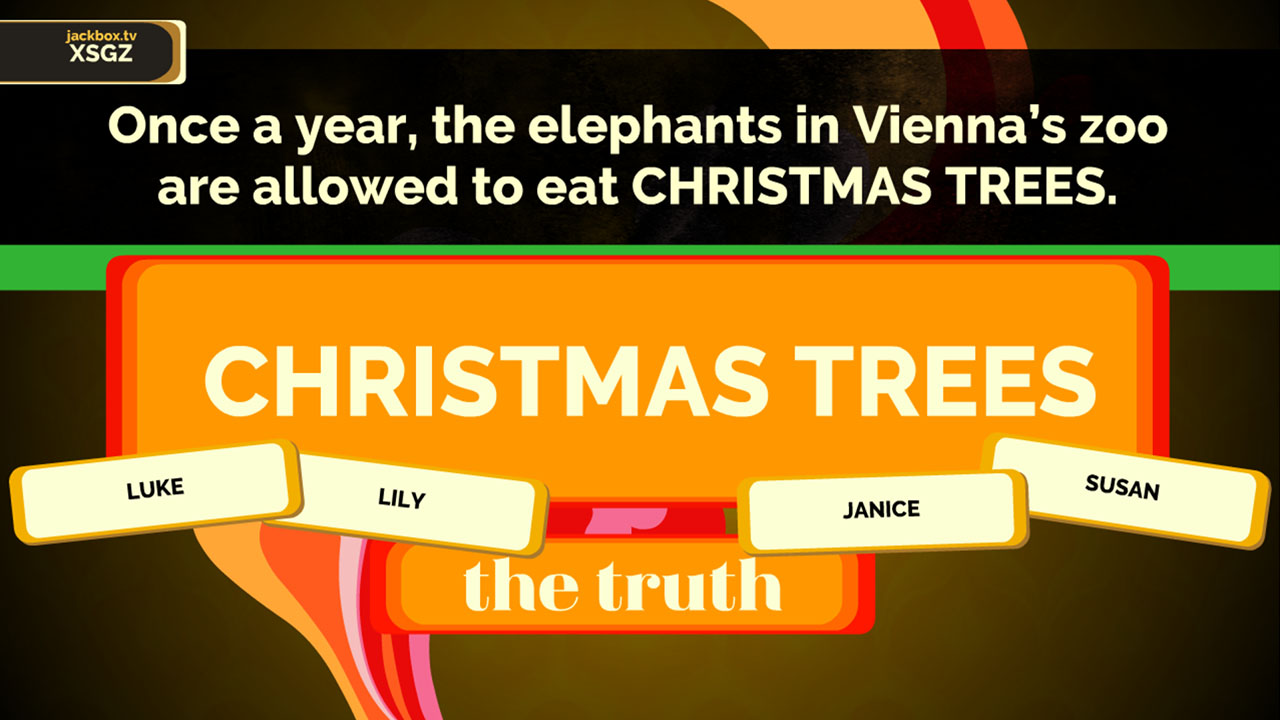 jackbox.tv
XSGZ
Once a year, the elephants in Vienna’s zoo
are allowed to eat CHRISTMAS TREES.
CHRISTMAS TREES
LUKE
LILY
JANICE
SUSAN
the truth